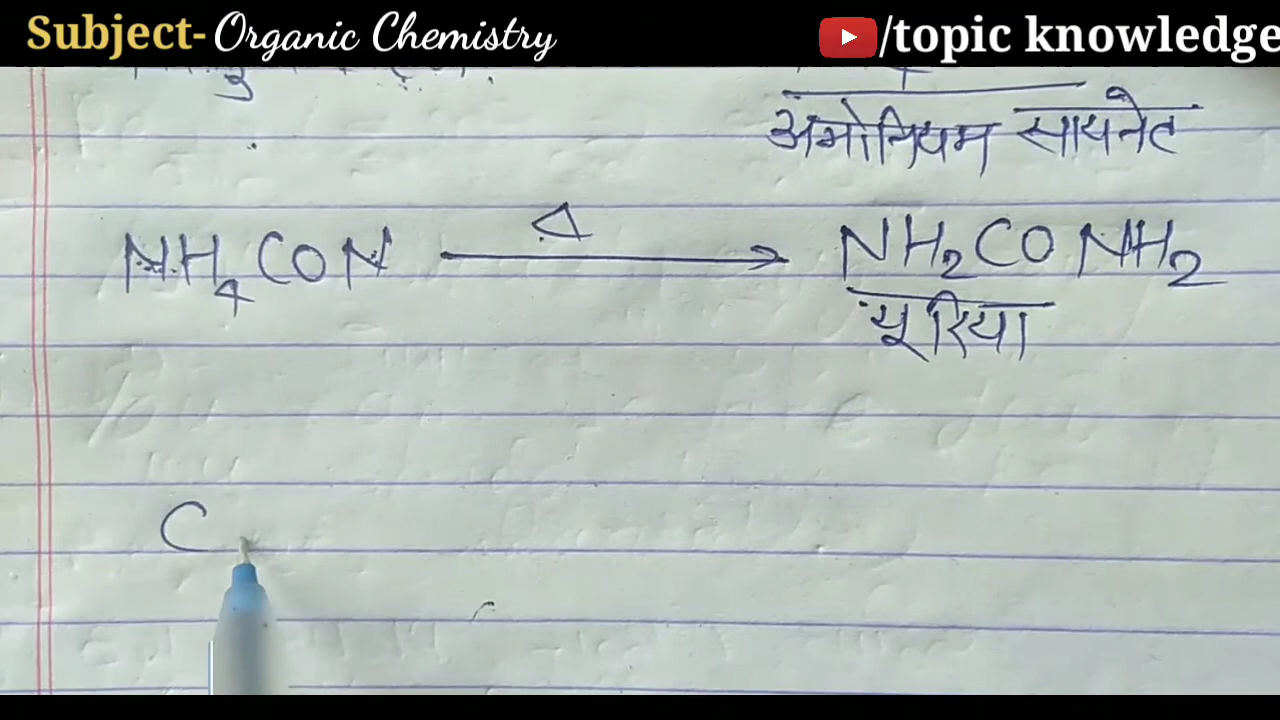 Subject- Organic Chemistry
/topic knowledge
अमोनियम सायनेट
NH4CON → NH2CONH2
Δ
यूरिया
C